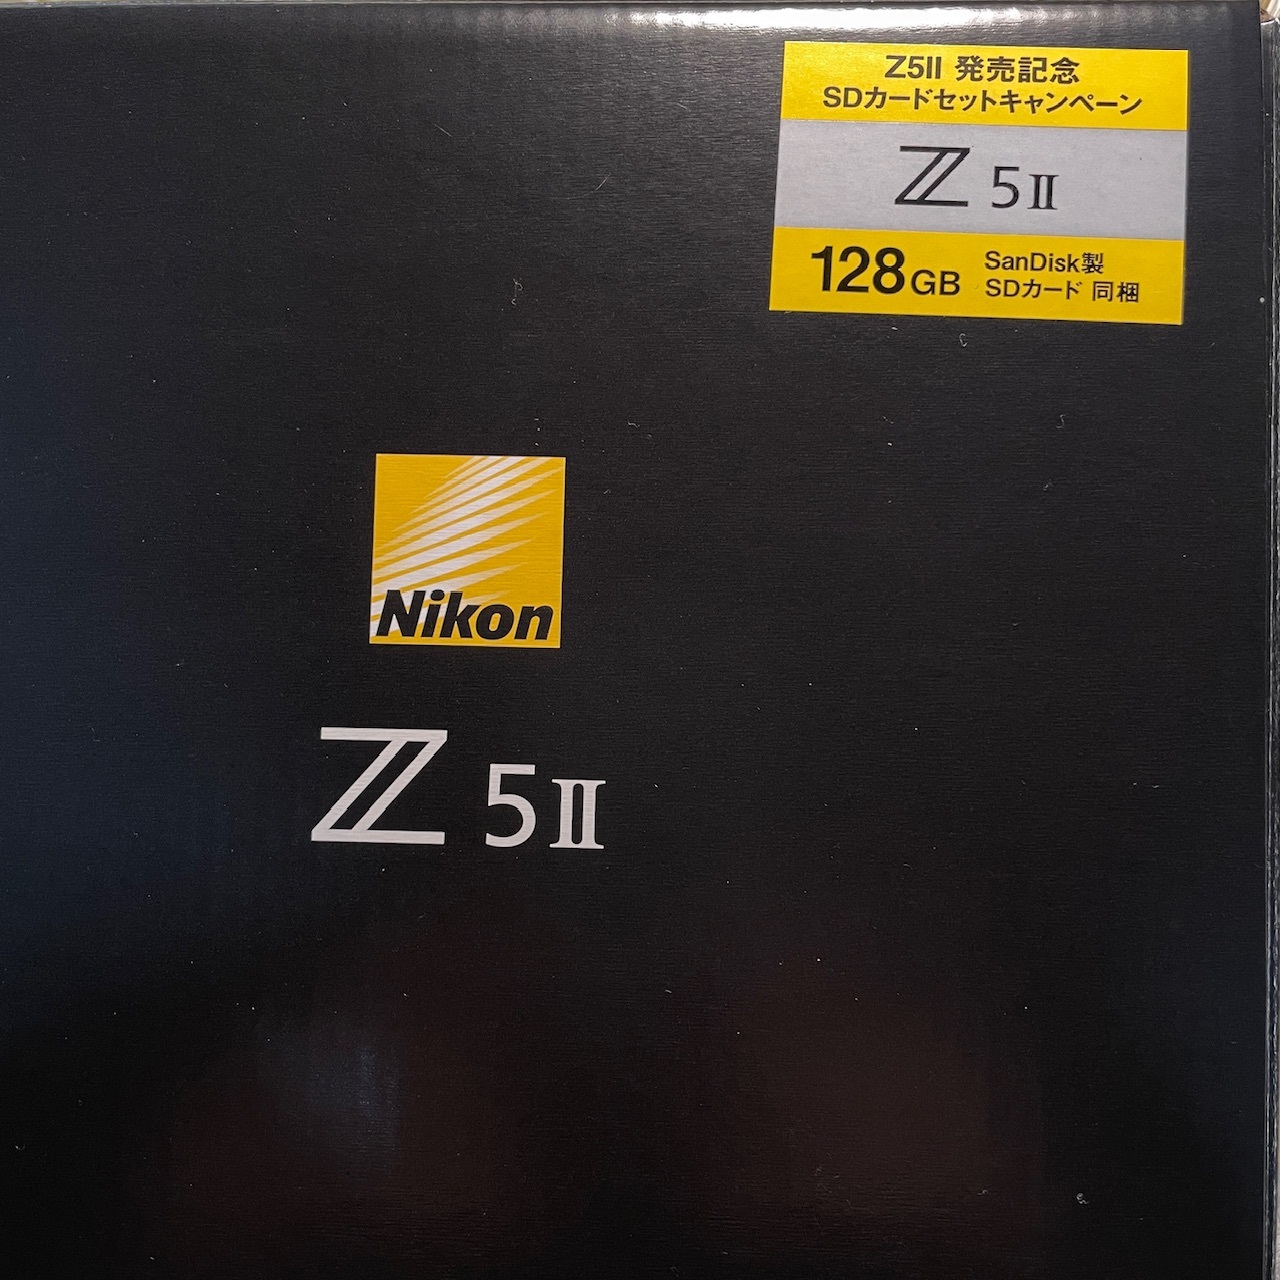 Z5II 発売記念
SDカードセットキャンペーン
Z 5II
128GB
SanDisk製
SDカード 同梱
Nikon
Z 5II